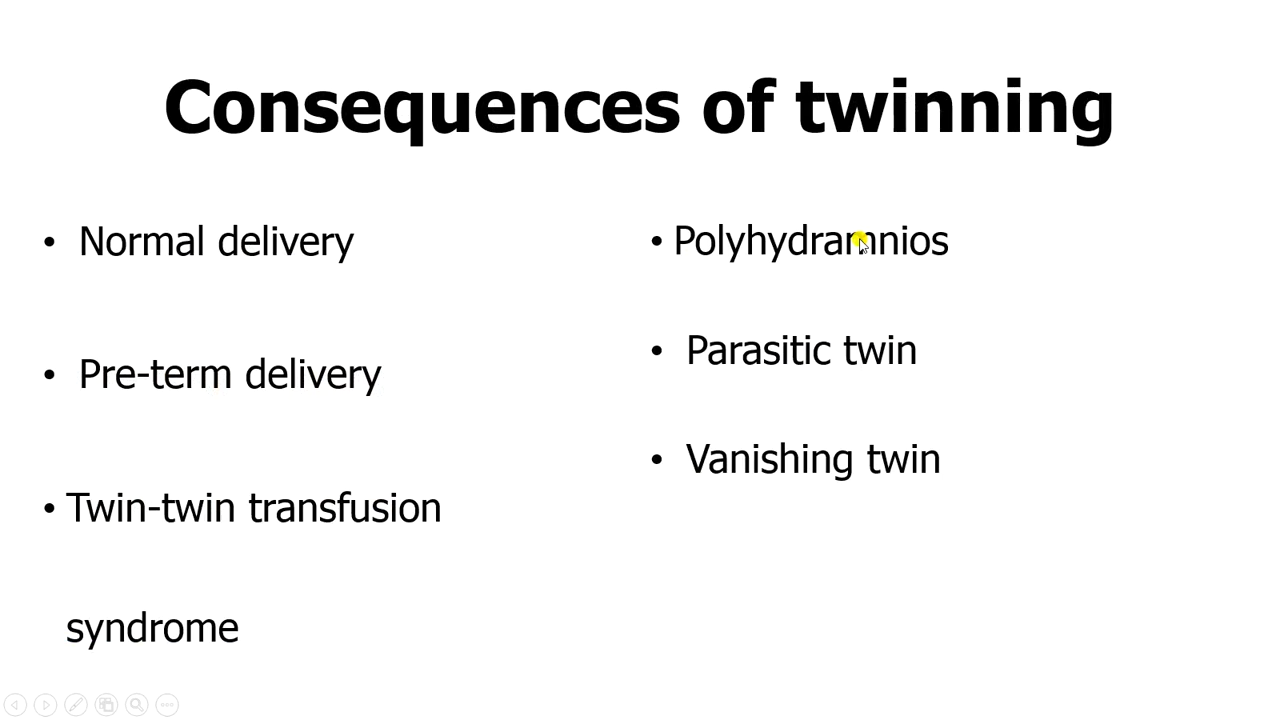 Consequences of twinning
• Normal delivery
• Pre-term delivery
• Twin-twin transfusion
syndrome
• Polyhydramnios
• Parasitic twin
• Vanishing twin